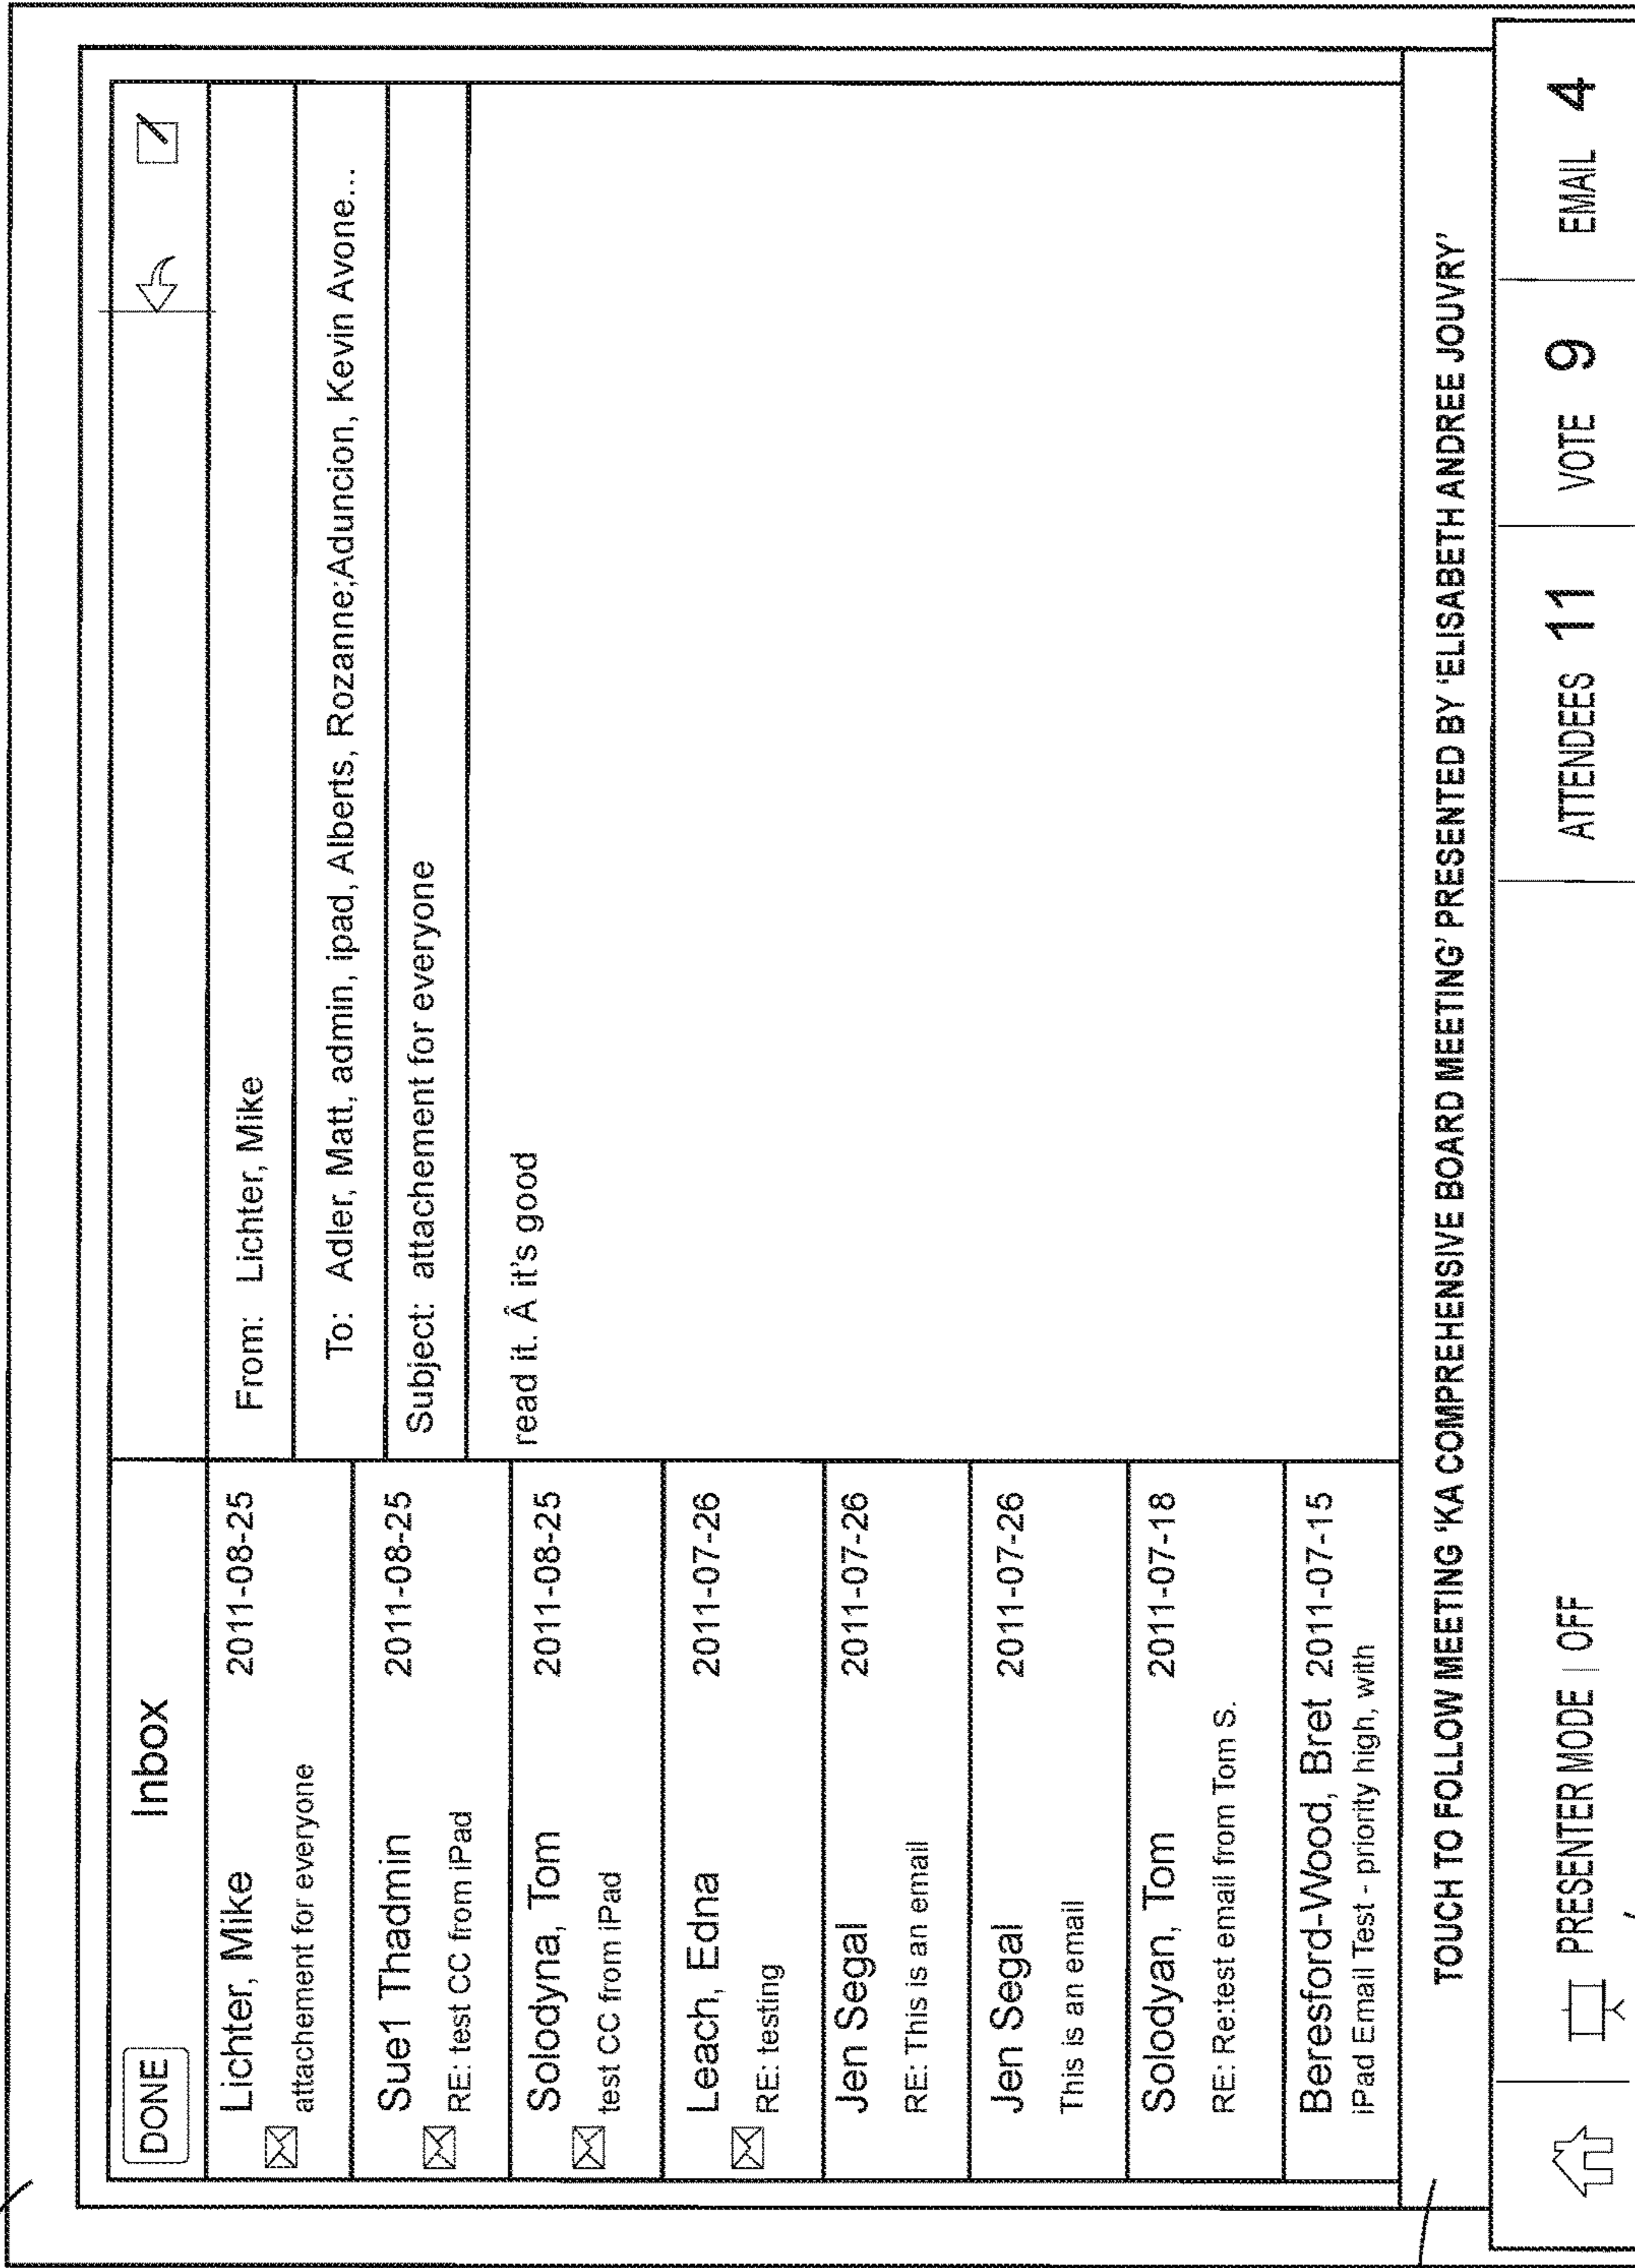 DONE Inbox
Lichter, Mike 2011-08-25
attachement for everyone
Sue1 Thadmin 2011-08-25
RE: test CC from iPad
Solodyna, Tom 2011-08-25
test CC from iPad
Leach, Edna 2011-07-26
RE: testing
Jen Segal 2011-07-26
RE: This is an email
Jen Segal 2011-07-26
This is an email
Solodyan, Tom 2011-07-18
RE: Re:test email from Tom S.
Beresford-Wood, Bret 2011-07-15
iPad Email Test - priority high, with
From: Lichter, Mike
To: Adler, Matt, admin, ipad, Alberts, Rozanne;Aduncion, Kevin Avone...
Subject: attachement for everyone
read it. Â it's good
TOUCH TO FOLLOW MEETING 'KA COMPREHENSIVE BOARD MEETING' PRESENTED BY 'ELISABETH ANDREE JOUVRY'
PRESENTER MODE | OFF ATTENDEES 11 VOTE 9 EMAIL 4